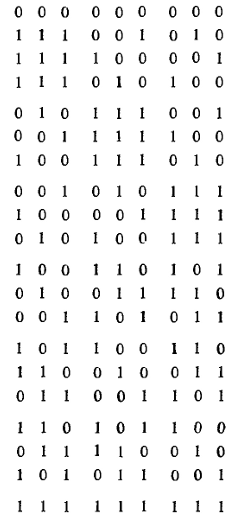 0 0 0 0 0 0 0 0 0
1 1 1 0 0 1 0 1 0
1 1 1 1 0 0 0 0 1
1 1 1 0 1 0 1 0 0
0 1 0 1 1 1 0 0 1
0 0 1 1 1 1 1 0 0
1 0 0 1 1 1 0 1 0
0 0 1 0 1 0 1 1 1
1 0 0 0 0 1 1 1 1
0 1 0 1 0 0 1 1 1
1 0 0 1 1 0 1 0 1
0 1 0 0 1 1 1 1 0
0 0 1 1 0 1 0 1 1
1 0 1 1 0 0 1 1 0
1 1 0 0 1 0 0 1 1
0 1 1 0 0 1 1 0 1
1 1 0 1 0 1 1 0 0
0 1 1 1 1 0 0 1 0
1 0 1 0 1 1 0 0 1
1 1 1 1 1 1 1 1 1